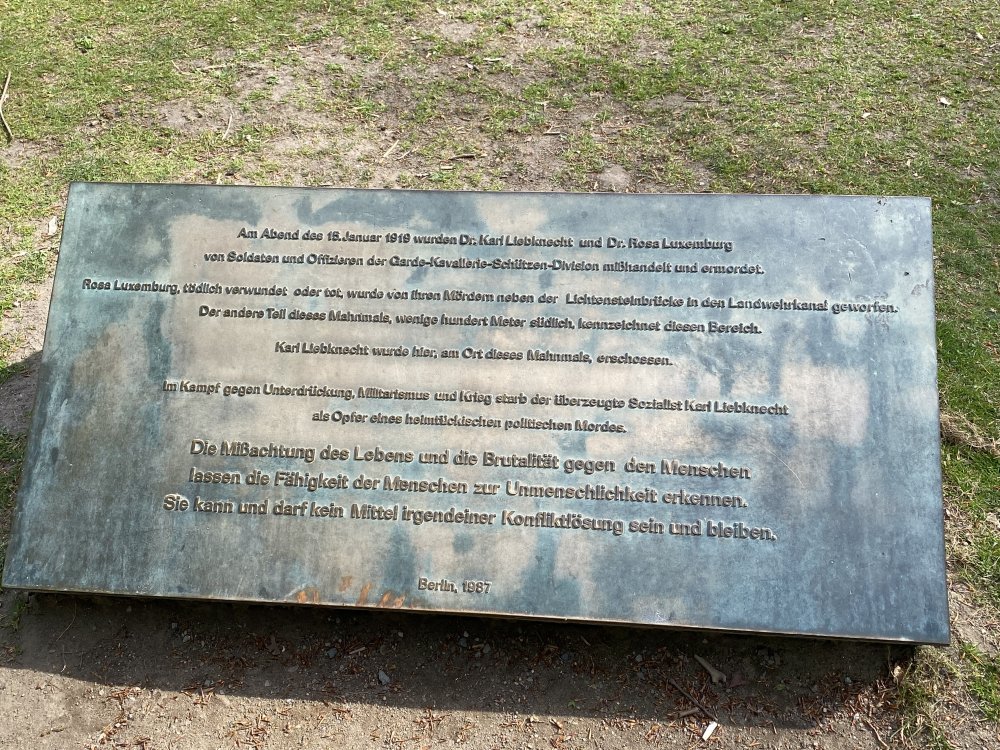 Am Abend des 15. Januar 1919 wurden Dr. Karl Liebknecht und Dr. Rosa Luxemburg
von Soldaten und Offizieren der Garde-Kavallerie-Schützen-Division mißhandelt und ermordet.
Rosa Luxemburg, tödlich verwundet oder tot, wurde von ihren Mördern neben der Lichtensteinbrücke in den Landwehrkanal geworfen.
Der andere Teil dieses Mahnmals, wenige hundert Meter südlich, kennzeichnet diesen Bereich.
Karl Liebknecht wurde hier, am Ort dieses Mahnmals, erschossen.
Im Kampf gegen Unterdrückung, Militarismus und Krieg starb der überzeugte Sozialist Karl Liebknecht
als Opfer eines heimtückischen politischen Mordes.
Die Mißachtung des Lebens und die Brutalität gegen den Menschen
lassen die Fähigkeit der Menschen zur Unmenschlichkeit erkennen.
Sie kann und darf kein Mittel irgendeiner Konfliktlösung sein und bleiben.
Berlin, 1987